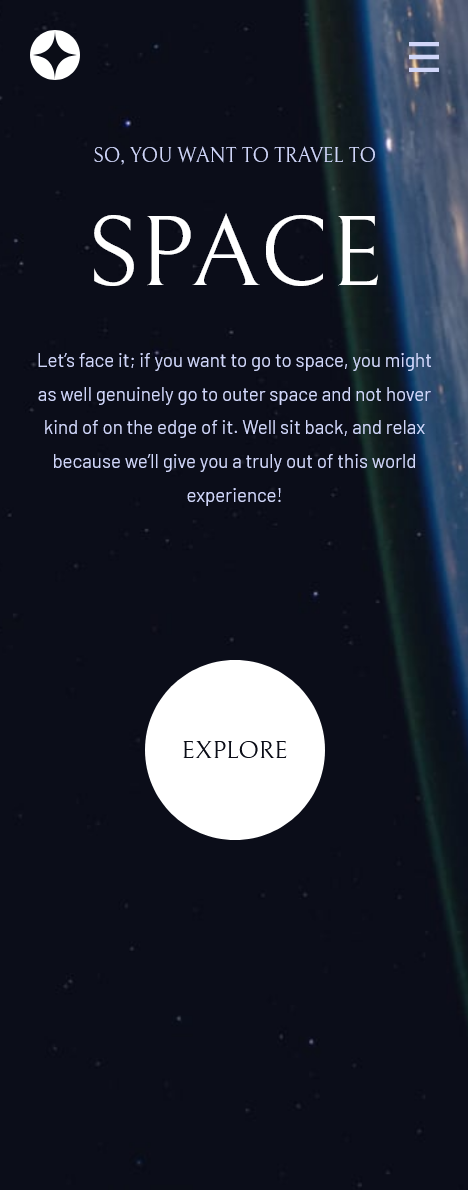 SO, YOU WANT TO TRAVEL TO
SPACE
Let’s face it; if you want to go to space, you might
as well genuinely go to outer space and not hover
kind of on the edge of it. Well sit back, and relax
because we’ll give you a truly out of this world
experience!
EXPLORE